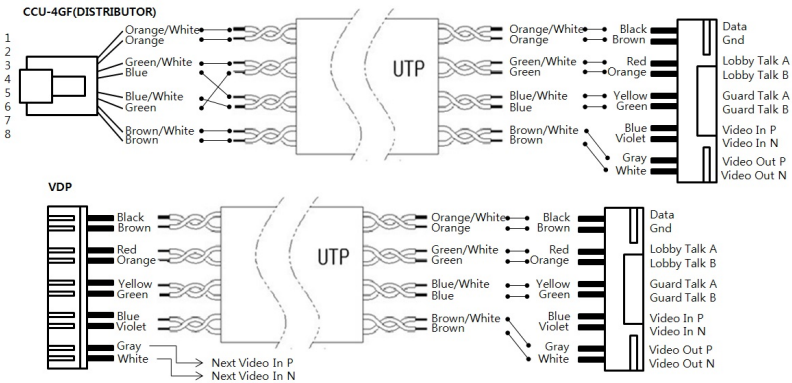 CCU-4GF(DISTRIBUTOR)
1
2
3
4
5
6
7
8
Orange/White
Orange
Green/White
Blue
Blue/White
Green
Brown/White
Brown
UTP
Orange/White
Orange
Green/White
Green
Blue/White
Blue
Brown/White
Brown
Black
Brown
Red
Orange
Yellow
Green
Blue
Violet
Gray
White
Data
Gnd
Lobby Talk A
Lobby Talk B
Guard Talk A
Guard Talk B
Video In P
Video In N
Video Out P
Video Out N
VDP
Black
Brown
Red
Orange
Yellow
Green
Blue
Violet
Gray
White
Next Video In P
Next Video In N
UTP
Orange/White
Orange
Green/White
Green
Blue/White
Blue
Brown/White
Brown
Black
Brown
Red
Orange
Yellow
Green
Blue
Violet
Gray
White
Data
Gnd
Lobby Talk A
Lobby Talk B
Guard Talk A
Guard Talk B
Video In P
Video In N
Video Out P
Video Out N